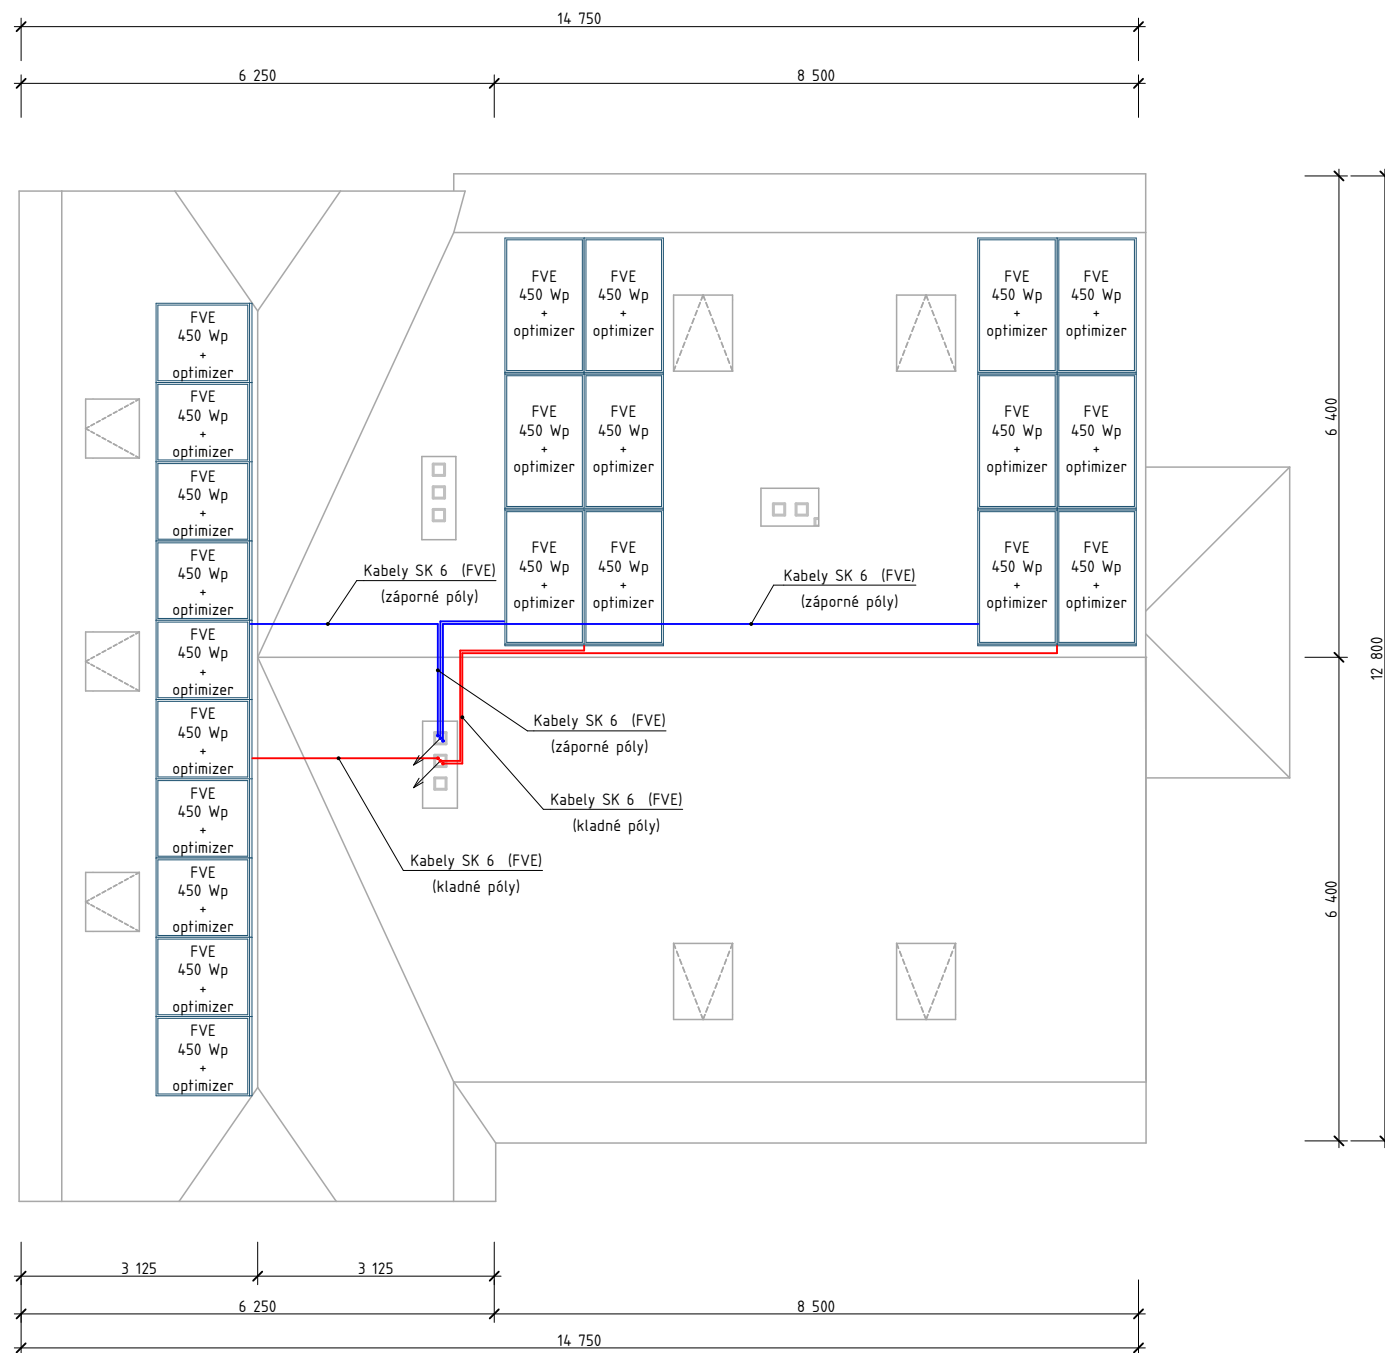 14 750
6 250
8 500
FVE
450 Wp
+
optimizer
FVE
450 Wp
+
optimizer
FVE
450 Wp
+
optimizer
FVE
450 Wp
+
optimizer
FVE
450 Wp
+
optimizer
FVE
450 Wp
+
optimizer
FVE
450 Wp
+
optimizer
FVE
450 Wp
+
optimizer
FVE
450 Wp
+
optimizer
FVE
450 Wp
+
optimizer
FVE
450 Wp
+
optimizer
FVE
450 Wp
+
optimizer
FVE
450 Wp
+
optimizer
FVE
450 Wp
+
optimizer
FVE
450 Wp
+
optimizer
FVE
450 Wp
+
optimizer
FVE
450 Wp
+
optimizer
FVE
450 Wp
+
optimizer
FVE
450 Wp
+
optimizer
FVE
450 Wp
+
optimizer
FVE
450 Wp
+
optimizer
FVE
450 Wp
+
optimizer
Kabely SK 6 (FVE)
(záporné póly)
Kabely SK 6 (FVE)
(záporné póly)
Kabely SK 6 (FVE)
(záporné póly)
Kabely SK 6 (FVE)
(kladné póly)
Kabely SK 6 (FVE)
(kladné póly)
6 400
12 800
6 400
3 125
3 125
6 250
8 500
14 750